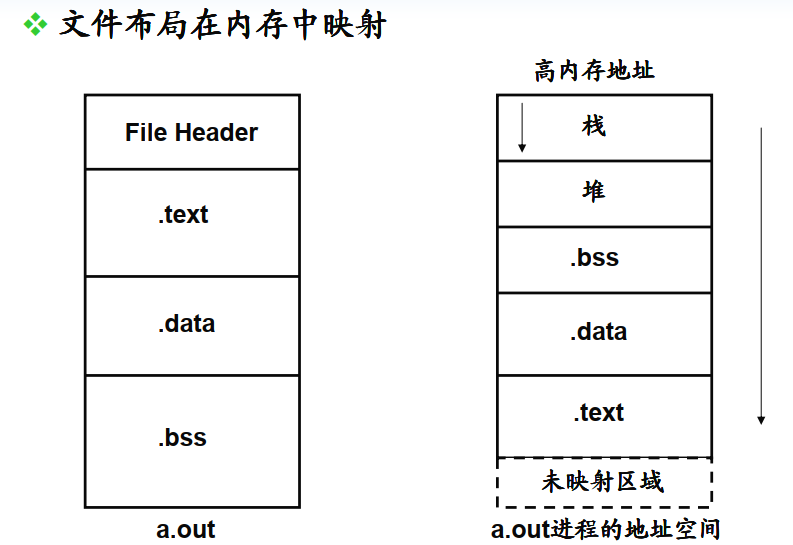 文件布局在内存中映射
File Header
.text
.data
.bss
a.out
高内存地址
栈
堆
.bss
.data
.text
未映射区域
a.out进程的地址空间